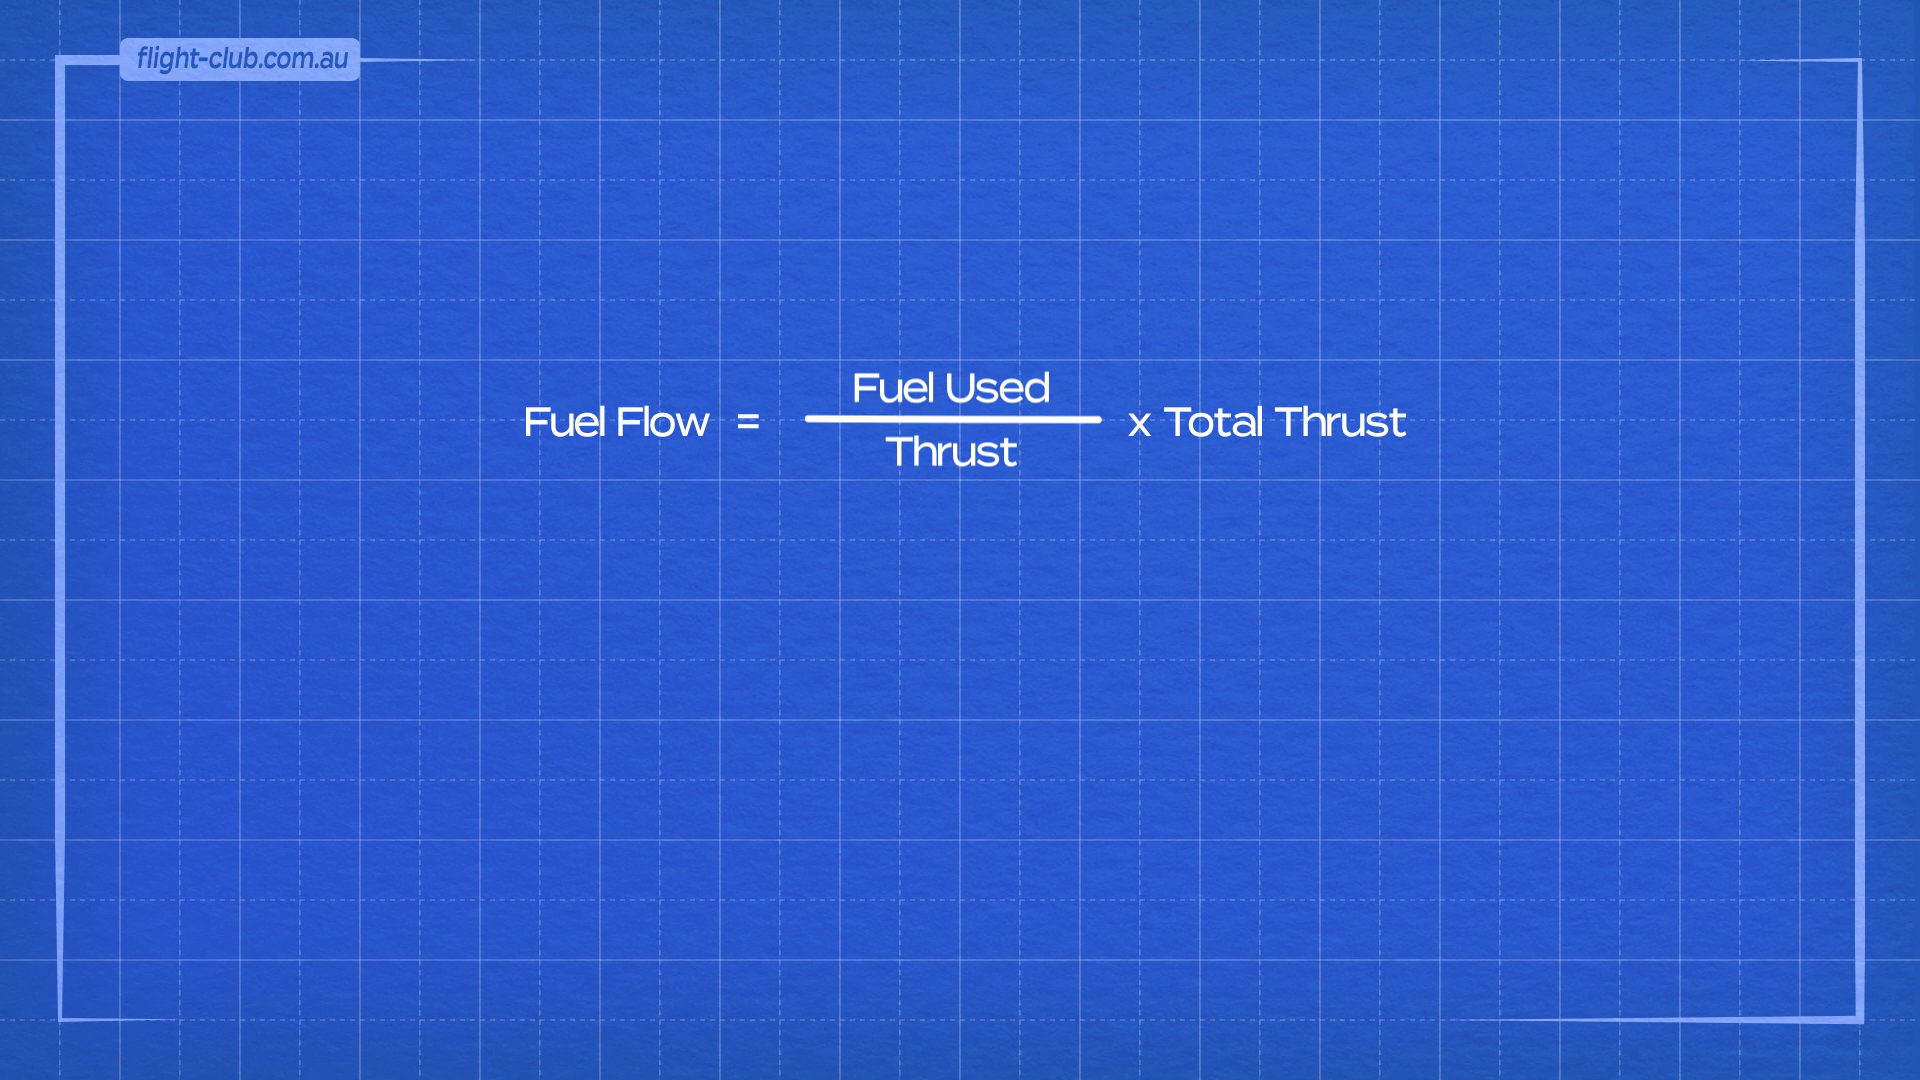 flight-club.com.au
Fuel Flow = Fuel Used / Thrust x Total Thrust